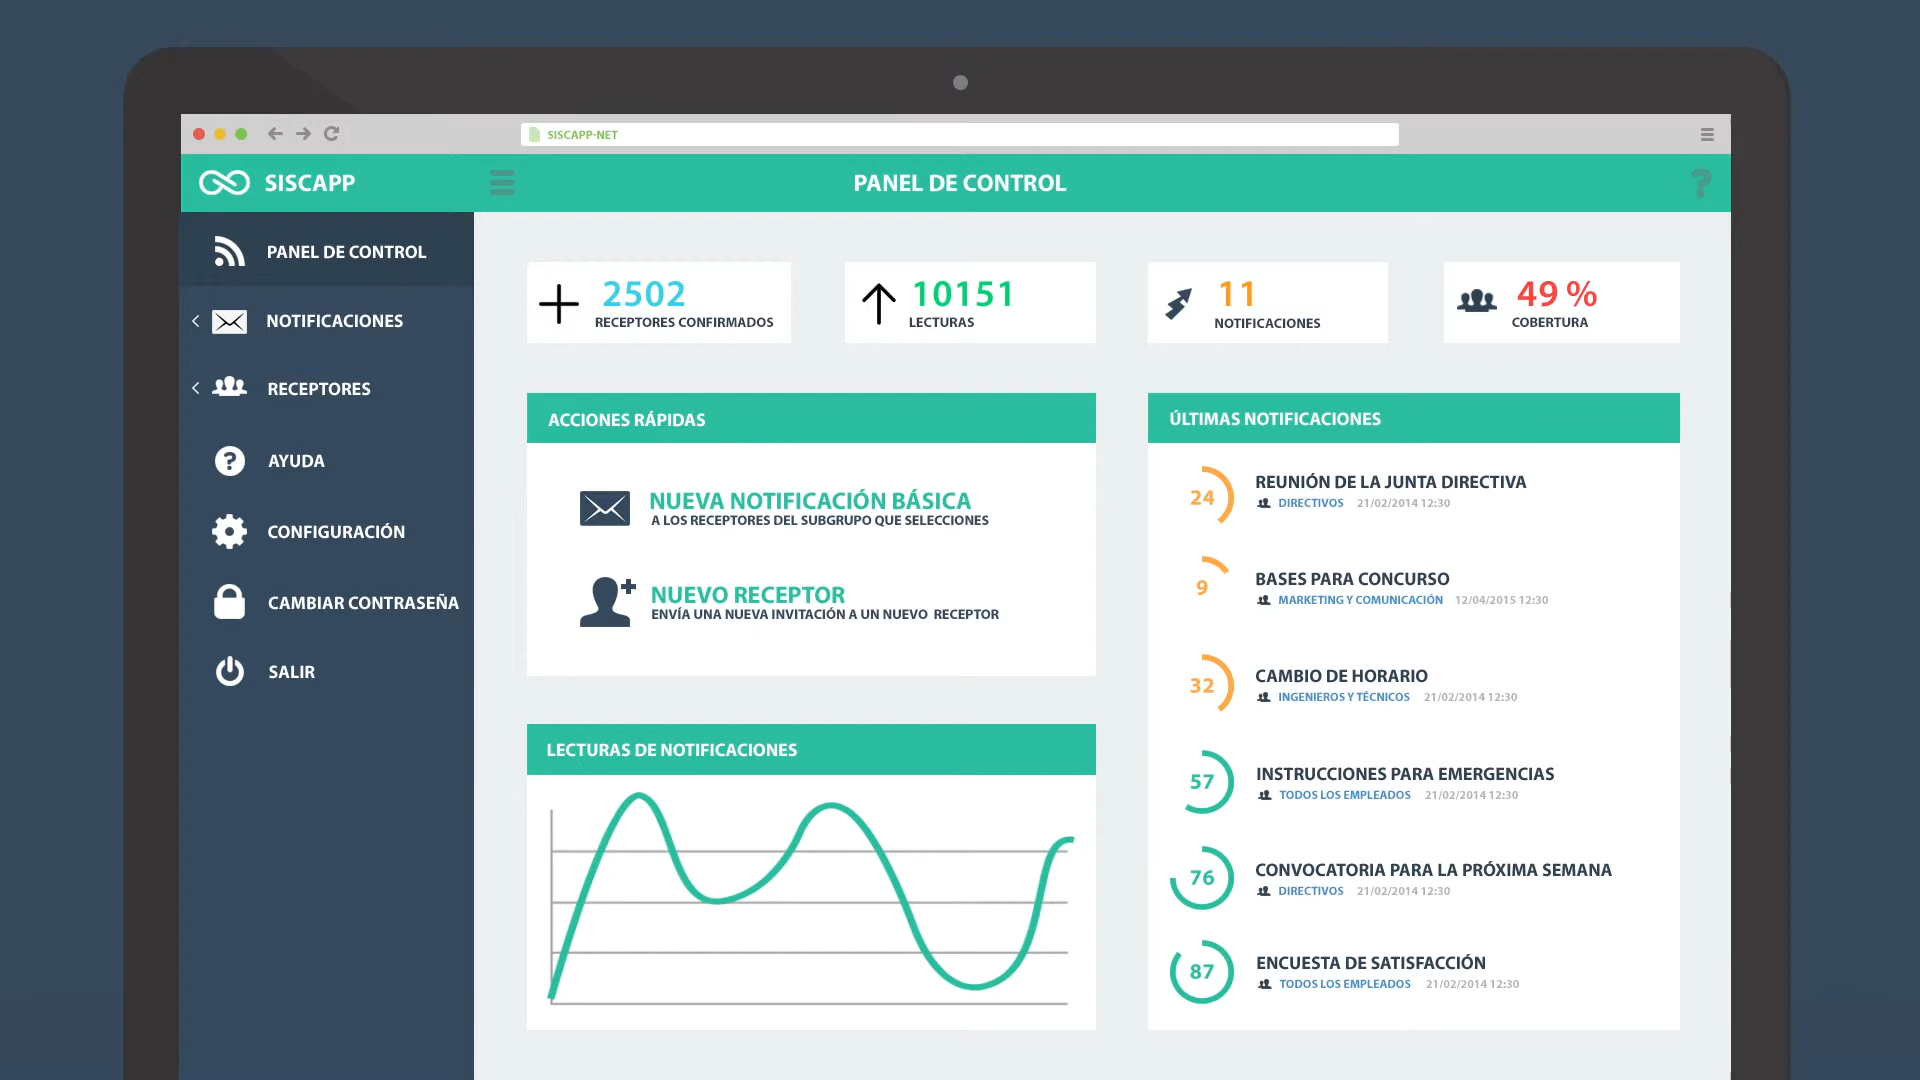 SISCAPP-NET
SISCAPP
PANEL DE CONTROL
PANEL DE CONTROL
NOTIFICACIONES
RECEPTORES
AYUDA
CONFIGURACIÓN
CAMBIAR CONTRASEÑA
SALIR
2502
RECEPTORES CONFIRMADOS
10151
LECTURAS
11
NOTIFICACIONES
49 %
COBERTURA
ACCIONES RÁPIDAS
NUEVA NOTIFICACIÓN BÁSICA
A LOS RECEPTORES DEL SUBGRUPO QUE SELECCIONES
NUEVO RECEPTOR
ENVÍA UNA NUEVA INVITACIÓN A UN NUEVO RECEPTOR
LECTURAS DE NOTIFICACIONES
ÚLTIMAS NOTIFICACIONES
24
REUNIÓN DE LA JUNTA DIRECTIVA
DIRECTIVOS 21/02/2014 12:30
9
BASES PARA CONCURSO
MARKETING Y COMUNICACIÓN 12/04/2015 12:30
32
CAMBIO DE HORARIO
INGENIEROS Y TÉCNICOS 21/02/2014 12:30
57
INSTRUCCIONES PARA EMERGENCIAS
TODOS LOS EMPLEADOS 21/02/2014 12:30
76
CONVOCATORIA PARA LA PRÓXIMA SEMANA
DIRECTIVOS 21/02/2014 12:30
87
ENCUESTA DE SATISFACCIÓN
TODOS LOS EMPLEADOS 21/02/2014 12:30